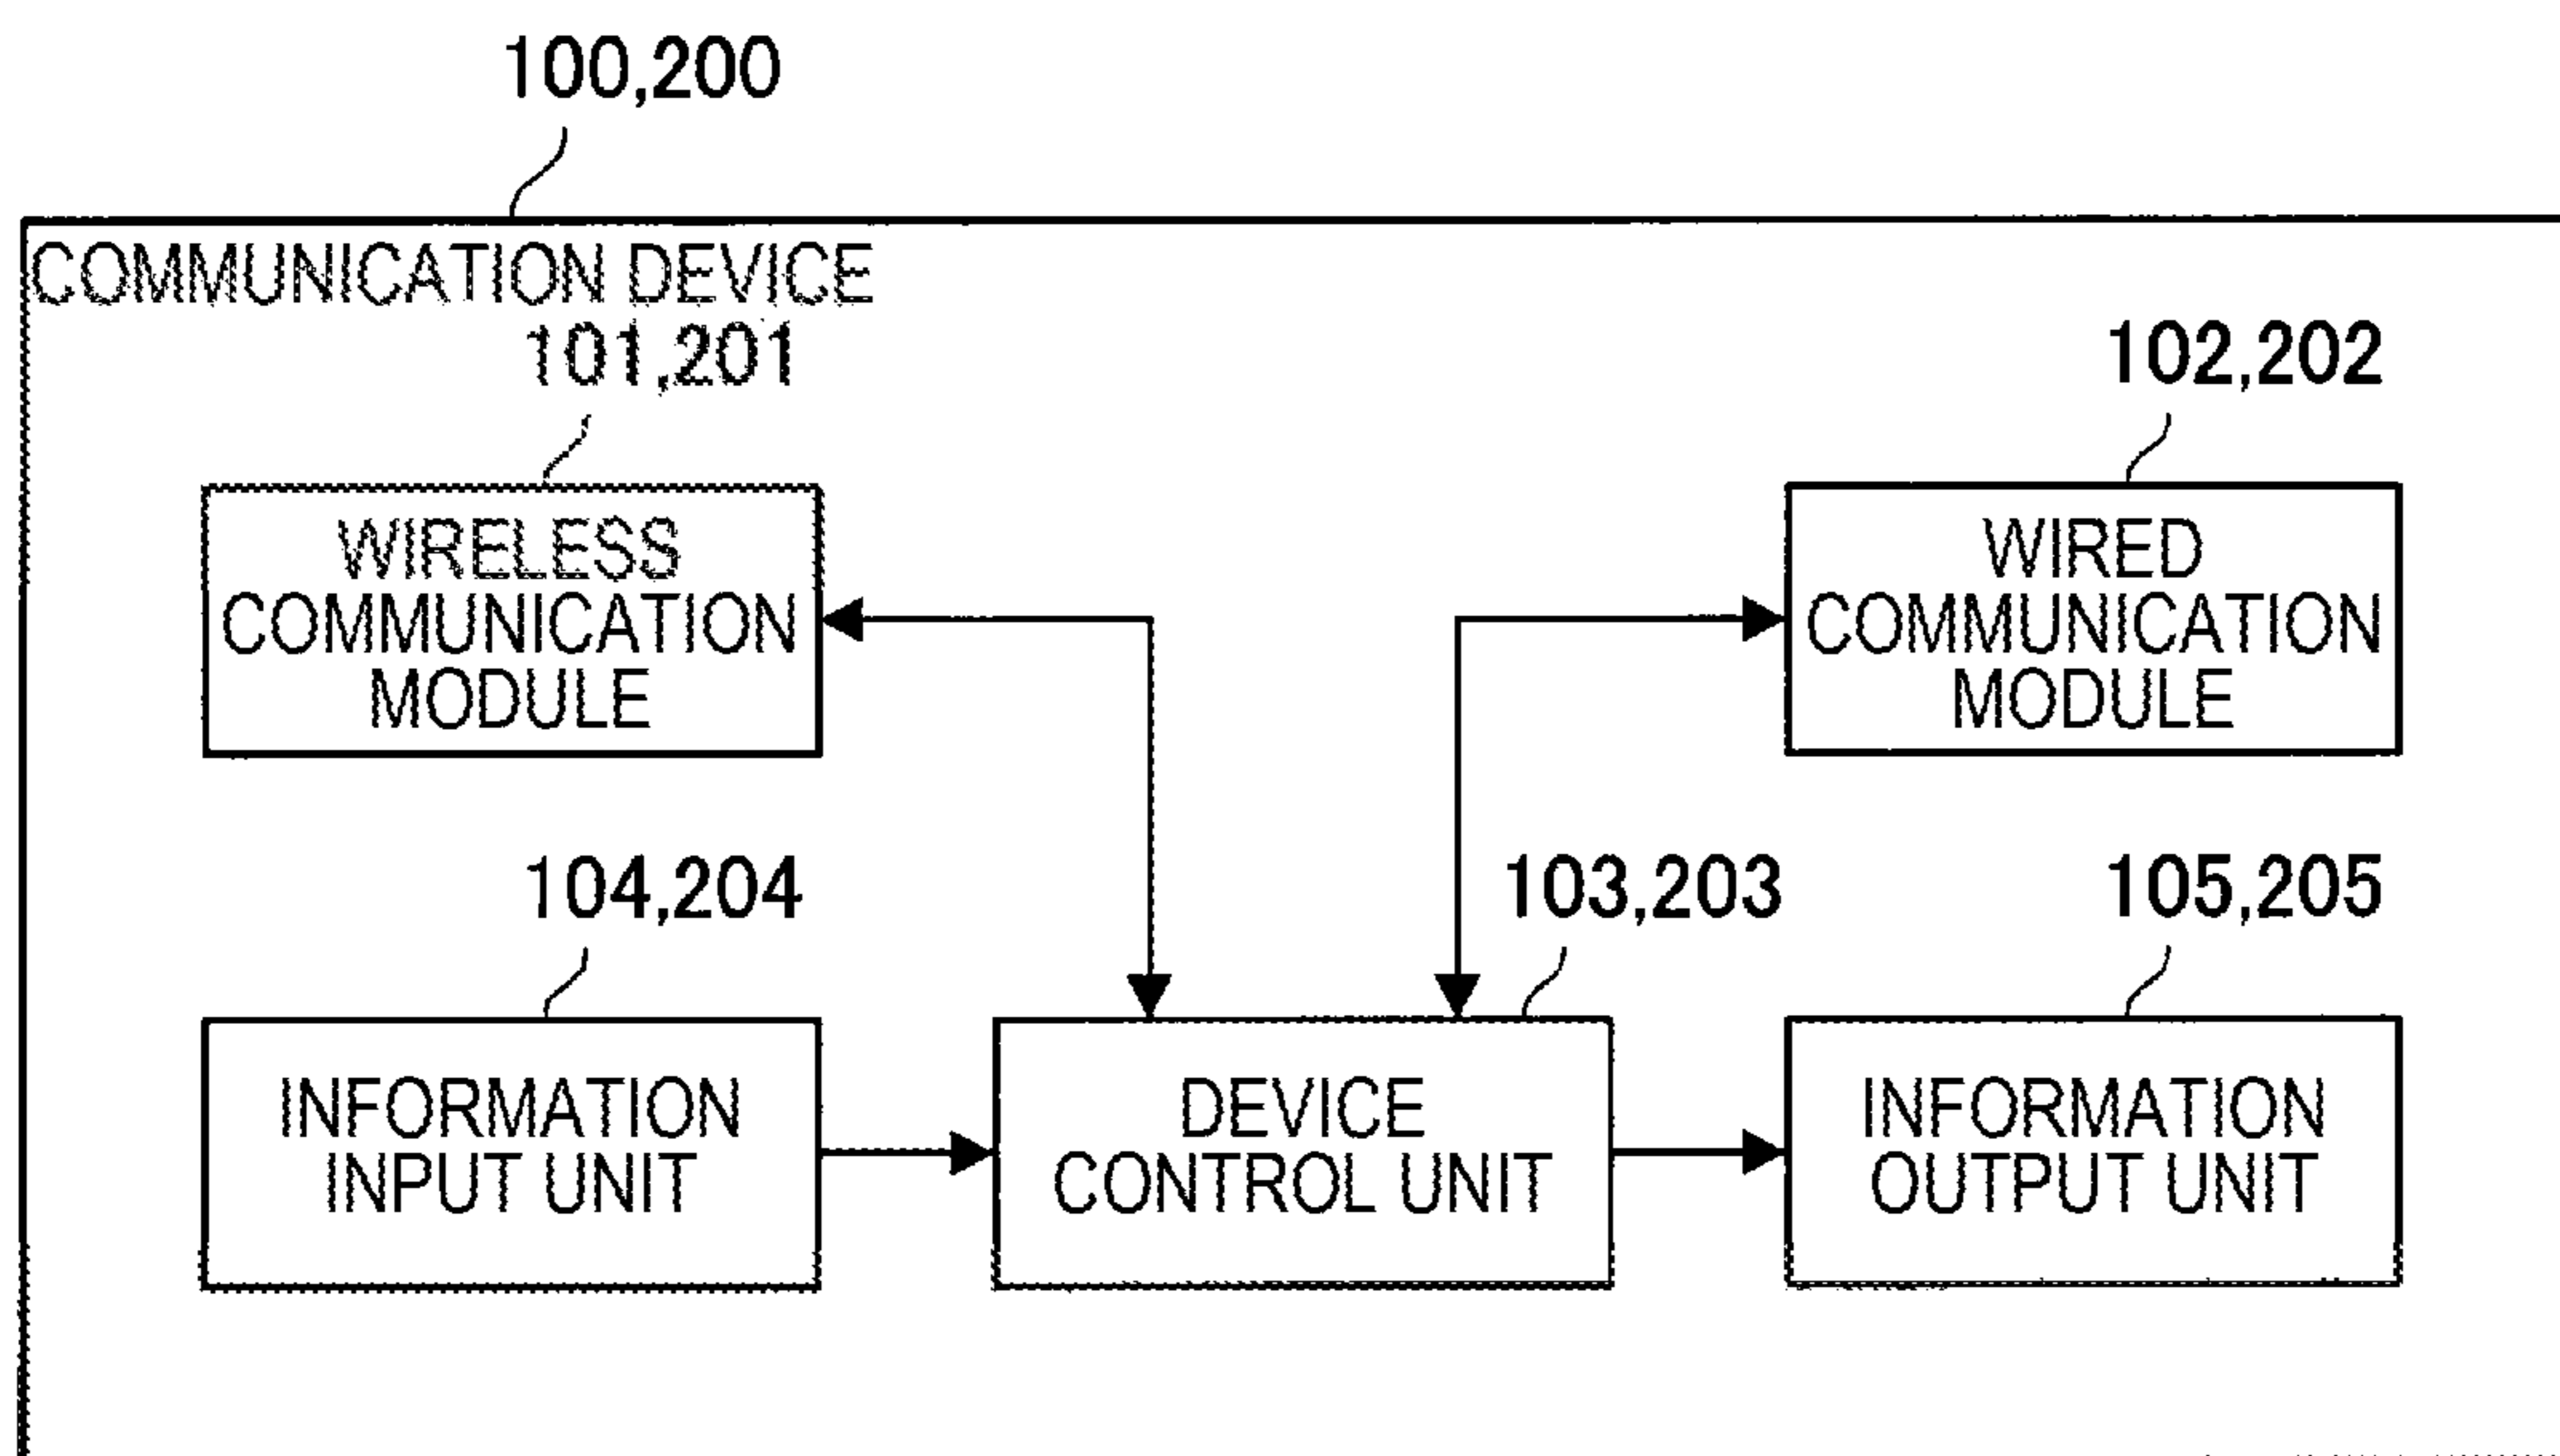 100,200
COMMUNICATION DEVICE
101,201
102,202
WIRELESS
COMMUNICATION
MODULE
WIRED
COMMUNICATION
MODULE
104,204
103,203
105,205
INFORMATION
INPUT UNIT
DEVICE
CONTROL UNIT
INFORMATION
OUTPUT UNIT